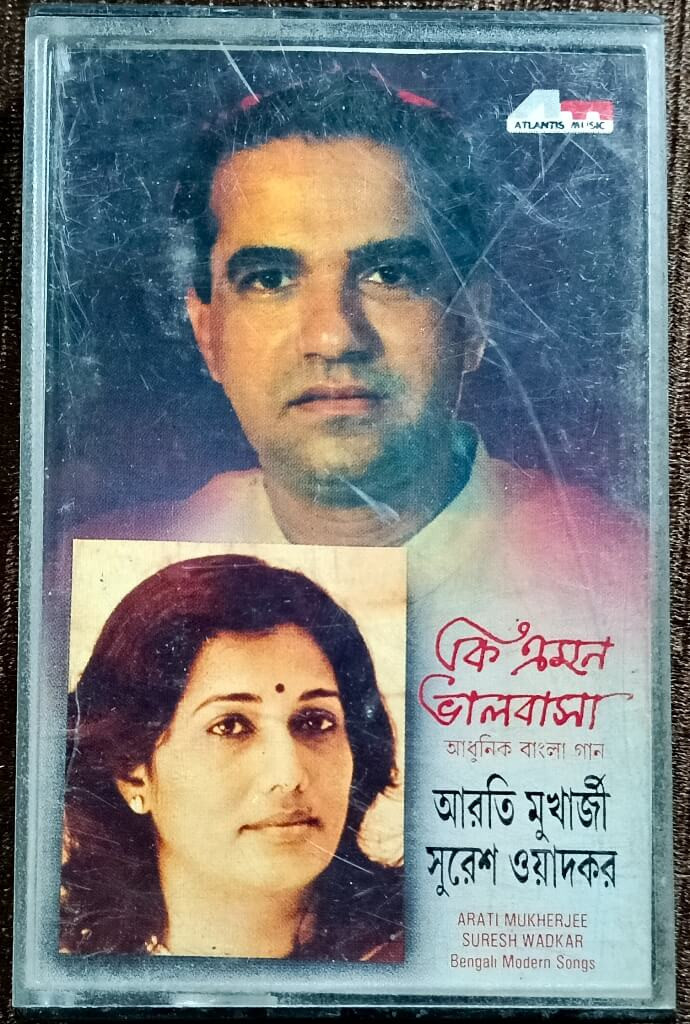 ATLANTIS MUSIC
কি এমন
ভালবাসা
আধুনিক বাংলা গান
আরতি মুখার্জী
সুরেশ ওয়াদকর
ARATI MUKHERJEE
SURESH WADKAR
Bengali Modern Songs